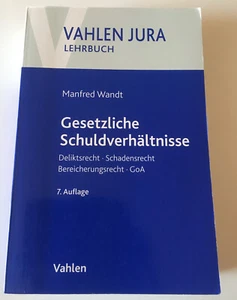 VAHLEN JURA
LEHRBUCH
Manfred Wandt
Gesetzliche
Schuldverhältnisse
Deliktsrecht · Schadensrecht
Bereicherungsrecht · GoA
7. Auflage
Vahlen